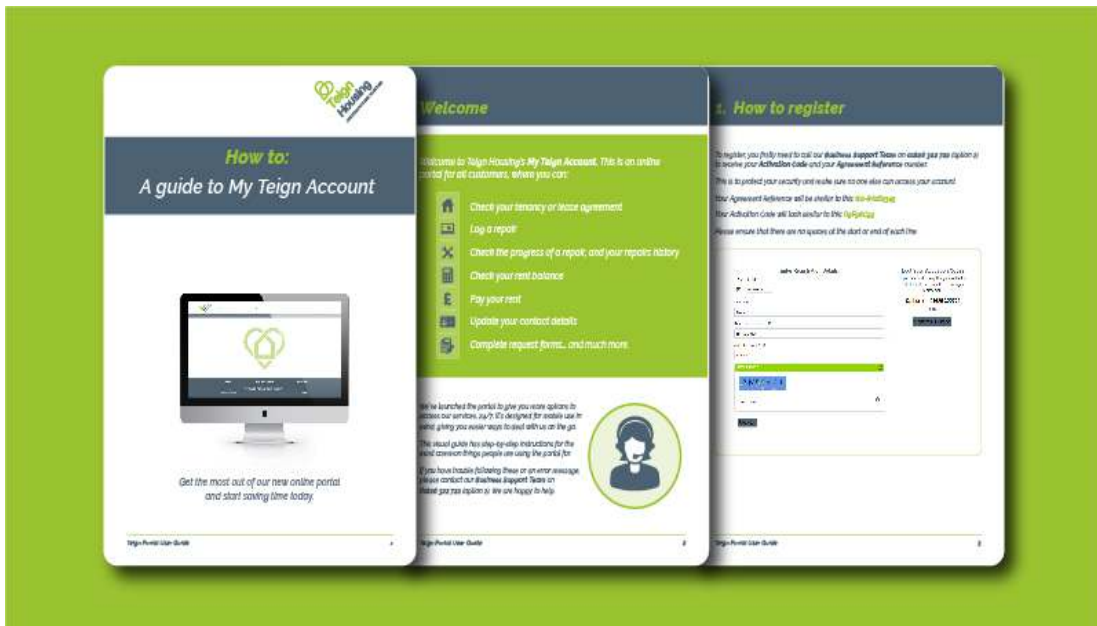 Teign
Housing
How to:
A guide to My Teign Account
Get the most out of our new online portal
and start saving time today.
Teign Portal User Guide
Welcome
Welcome to Teign Housing's My Teign Account. This is an online
portal for all customers, where you can:
Check your tenancy or lease agreement
Log a repair
Check the progress of a repair, and your repairs history
Check your rent balance
Pay your rent
Update your contact details
Complete request forms... and much more.
We've launched the portal to give you more options to
access our services, 24/7. It's designed for mobile use in
mind, giving you easier ways to deal with us on the go.
This visual guide has step-by-step instructions for the
most common things people are using the portal for.
If you have trouble following these or an error message,
please contact our Business Support Team on
(option 1). We are happy to help.
Teign Portal User Guide
2
1. How to register
To register, you firstly need to call our Business Support Team on
to receive your Activation Code and your Agreement Reference number.
This is to protect your security and make sure no one else can access your account.
Your Agreement Reference will be similar to this:
Your Activation Code will look similar to this:
Please ensure that there are no spaces at the start or end of each line.
Teign Portal User Guide
3